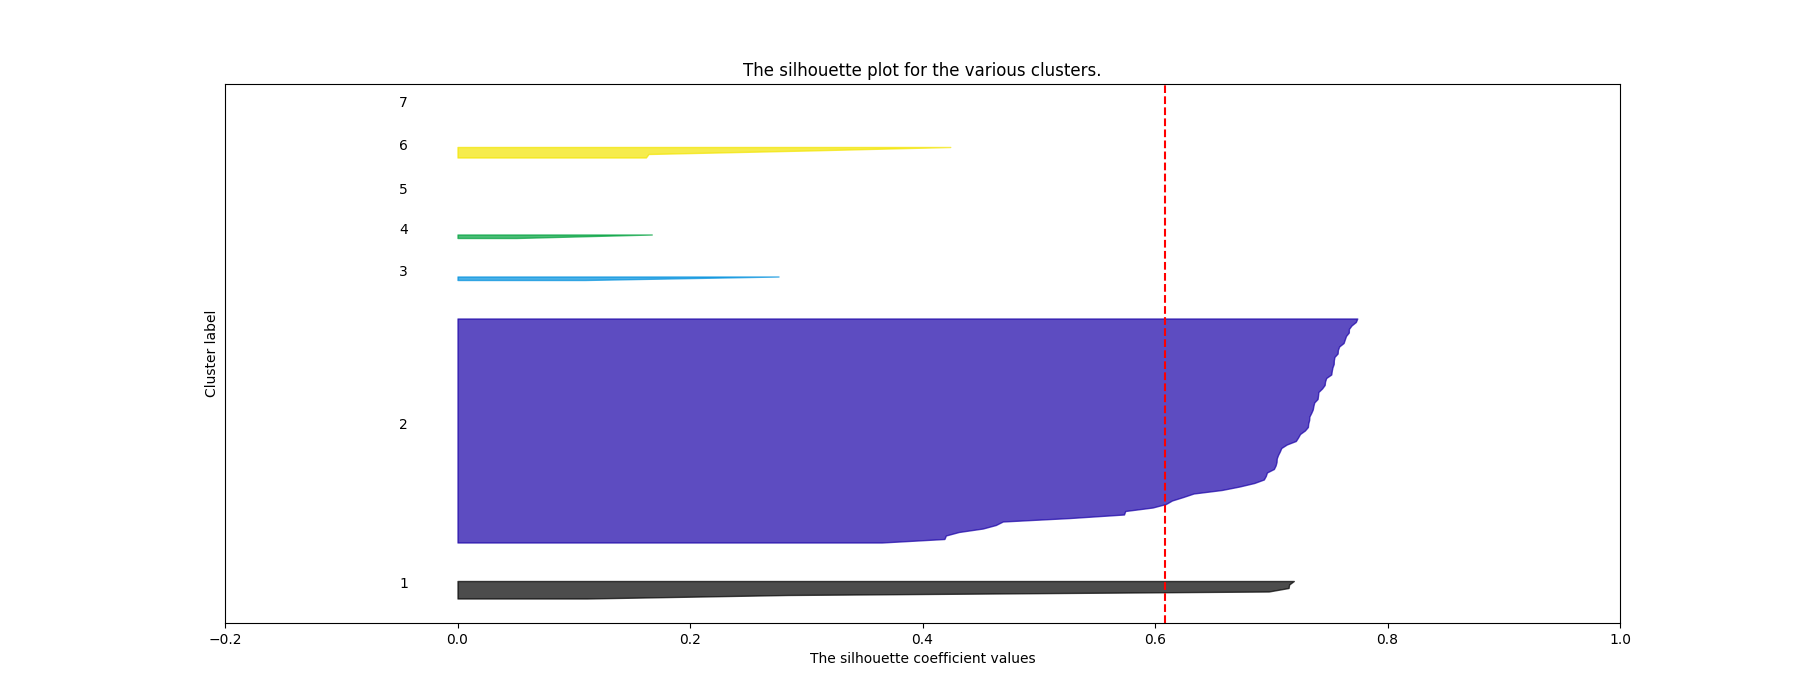 The silhouette plot for the various clusters.
7
6
5
4
3
2
1
Cluster label
−0.2 0.0 0.2 0.4 0.6 0.8 1.0
The silhouette coefficient values